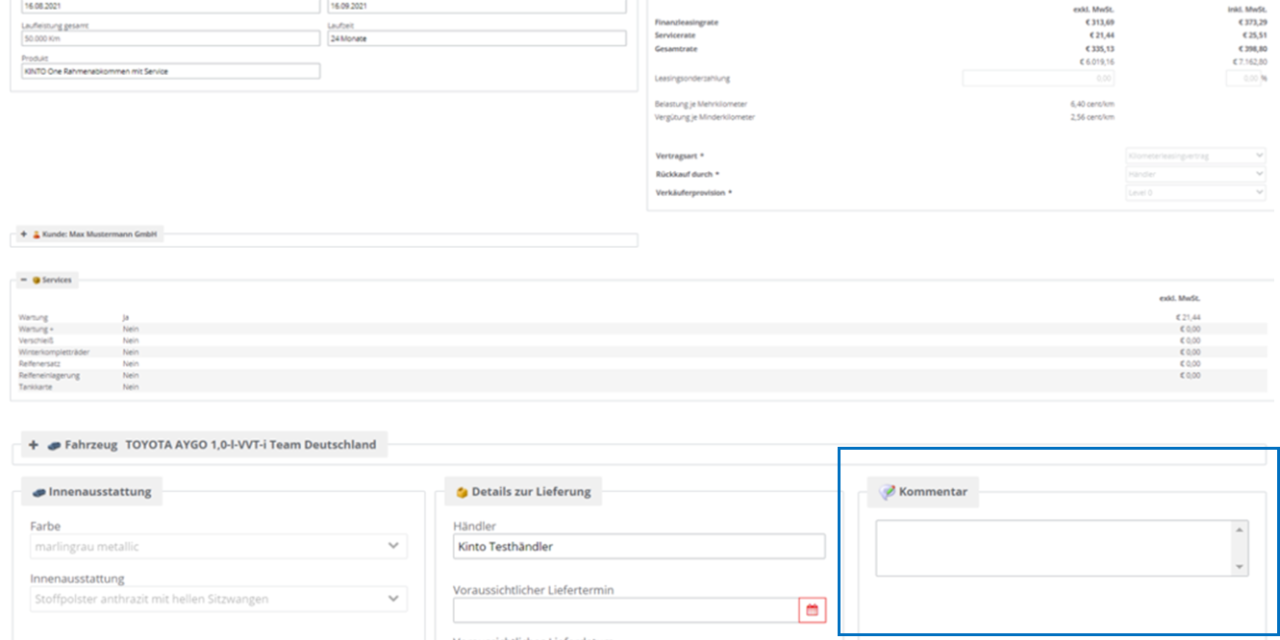 16.08.2021
16.09.2021
Laufleistung gesamt
Laufzeit
50.000 Km
24 Monate
Produkt
KINTO One Rahmenabkommen mit Service
exkl. MwSt.
inkl. MwSt.
Finanzleasingrate
€ 313,69
€ 373,29
Servicerate
€ 21,44
€ 25,51
Gesamtrate
€ 335,13
€ 398,80
€ 6.019,16
€ 7.162,80
Leasingsonderzahlung
0,00
0,00 %
Belastung je Mehrkilometer
6,40 cent/km
Vergütung je Minderkilometer
2,56 cent/km
Vertragsart *
Kilometerleasingvertrag
Rückkauf durch *
Händler
Verkäuferprovision *
Level 0
+ Kunde: Max Mustermann GmbH
− Services
exkl. MwSt.
Wartung Ja € 21,44
Wartung + Nein € 0,00
Verschleiß Nein € 0,00
Winterkompletträder Nein € 0,00
Reifenersatz Nein € 0,00
Reifeneinlagerung Nein € 0,00
Tankkarte Nein
+ Fahrzeug TOYOTA AYGO 1,0-l-VVT-i Team Deutschland
Innenausstattung
Farbe
marlingrau metallic
Innenausstattung
Stoffpolster anthrazit mit hellen Sitzwangen
Details zur Lieferung
Händler
Kinto Testhändler
Voraussichtlicher Liefertermin
Kommentar